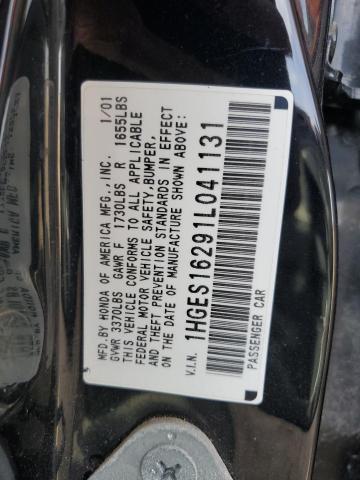 MFD.BY HONDA OF AMERICA MFG.,INC. 1/01
GVWR 3370LBS GAWR F 1730LBS R 1655LBS
THIS VEHICLE CONFORMS TO ALL APPLICABLE
FEDERAL MOTOR VEHICLE SAFETY,BUMPER,
AND THEFT PREVENTION STANDARDS IN EFFECT
ON THE DATE OF MANUFACTURE SHOWN ABOVE:
V.I.N. 1HGES16291L041131
PASSENGER CAR